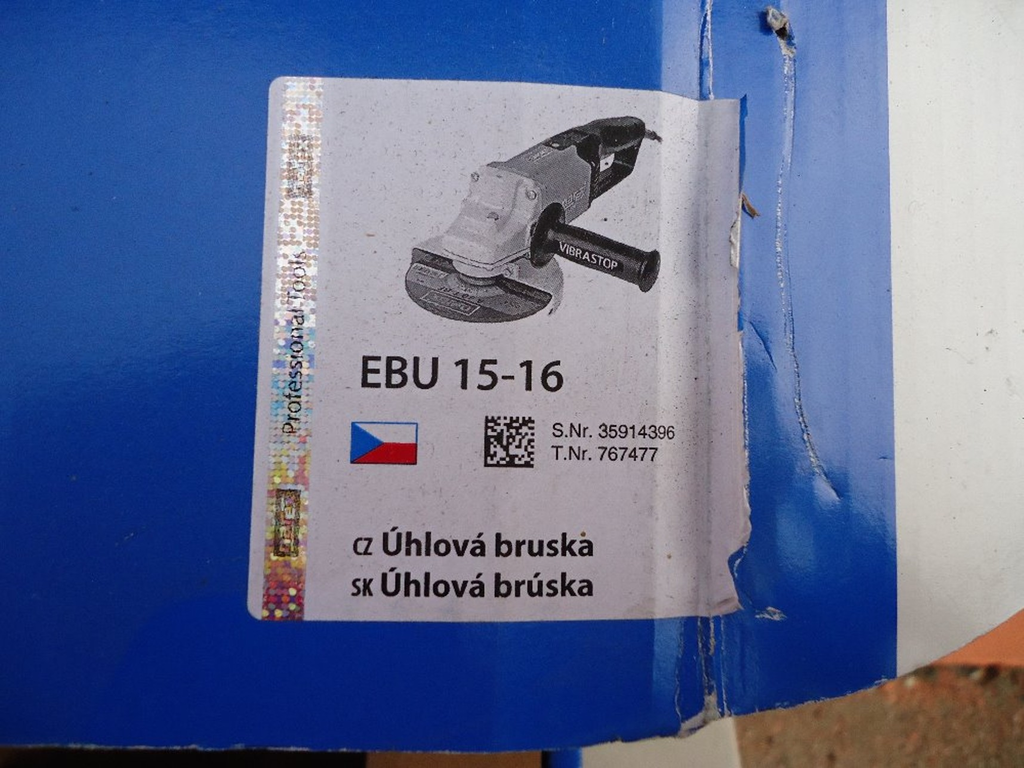 Professional Tools
VIBRASTOP
EBU 15-16
S.Nr. 35914396
T.Nr. 767477
CZ Úhlová bruska
SK Úhlová brúska